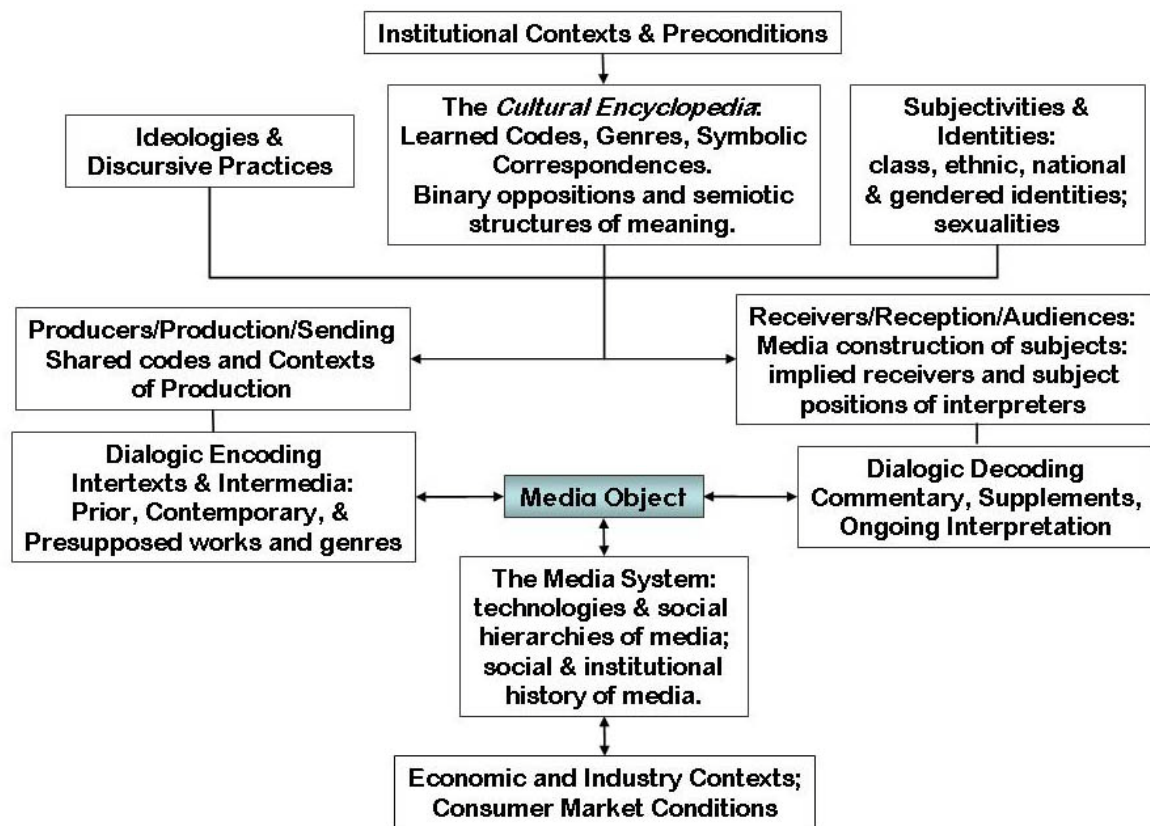 Institutional Contexts & Preconditions
Ideologies &
Discursive Practices
The Cultural Encyclopedia:
Learned Codes, Genres, Symbolic
Correspondences.
Binary oppositions and semiotic
structures of meaning.
Subjectivities &
Identities:
class, ethnic, national
& gendered identities;
sexualities
Producers/Production/Sending
Shared codes and Contexts
of Production
Receivers/Reception/Audiences:
Media construction of subjects:
implied receivers and subject
positions of interpreters
Dialogic Encoding
Intertexts & Intermedia:
Prior, Contemporary, &
Presupposed works and genres
Media Object
Dialogic Decoding
Commentary, Supplements,
Ongoing Interpretation
The Media System:
technologies & social
hierarchies of media;
social & institutional
history of media.
Economic and Industry Contexts;
Consumer Market Conditions